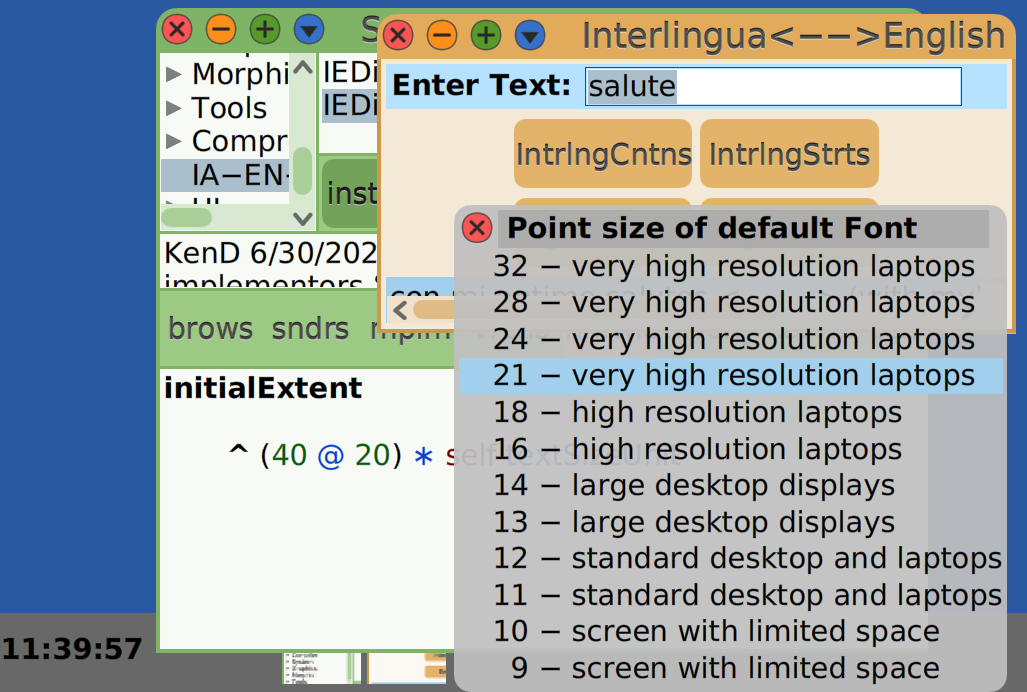 S
Interlingua<−−>English
Morphi
Tools
Compr
IA−EN−
IEDi
IEDi
inst
Enter Text: salute
IntrlngCntns IntrlngStrts
KenD 6/30/202
implementors
brows sndrs
initialExtent
^ (40 @ 20) * self textSizeUnit
Point size of default Font
32 − very high resolution laptops
28 − very high resolution laptops
24 − very high resolution laptops
21 − very high resolution laptops
18 − high resolution laptops
16 − high resolution laptops
14 − large desktop displays
13 − large desktop displays
12 − standard desktop and laptops
11 − standard desktop and laptops
10 − screen with limited space
9 − screen with limited space
11:39:57